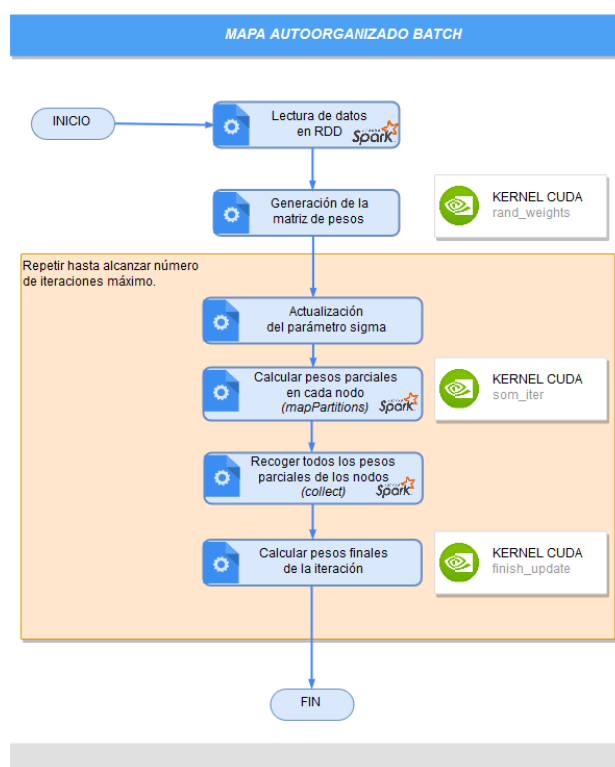 MAPA AUTOORGANIZADO BATCH
INICIO
Lectura de datos
en RDD
Spark
Generación de la
matriz de pesos
KERNEL CUDA
rand_weights
Repetir hasta alcanzar número
de iteraciones máximo.
Actualización
del parámetro sigma
Calcular pesos parciales
en cada nodo
(mapPartitions)
Spark
KERNEL CUDA
som_iter
Recoger todos los pesos
parciales de los nodos
(collect)
Spark
Calcular pesos finales
de la iteración
KERNEL CUDA
finish_update
FIN